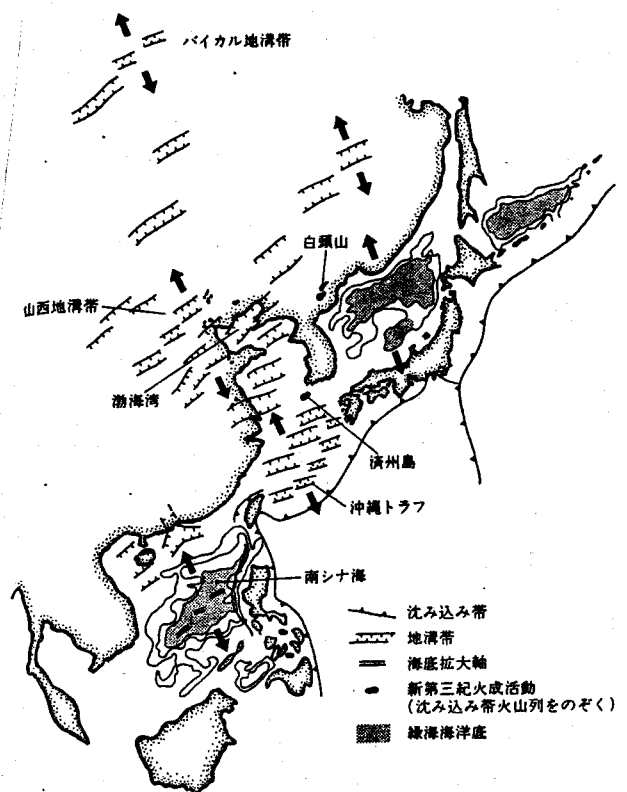 バイカル地溝帯
白頭山
山西地溝帯
渤海湾
済州島
沖縄トラフ
南シナ海
沈み込み帯
地溝帯
海底拡大軸
新第三紀火成活動
(沈み込み帯火山列をのぞく)
縁海海洋底